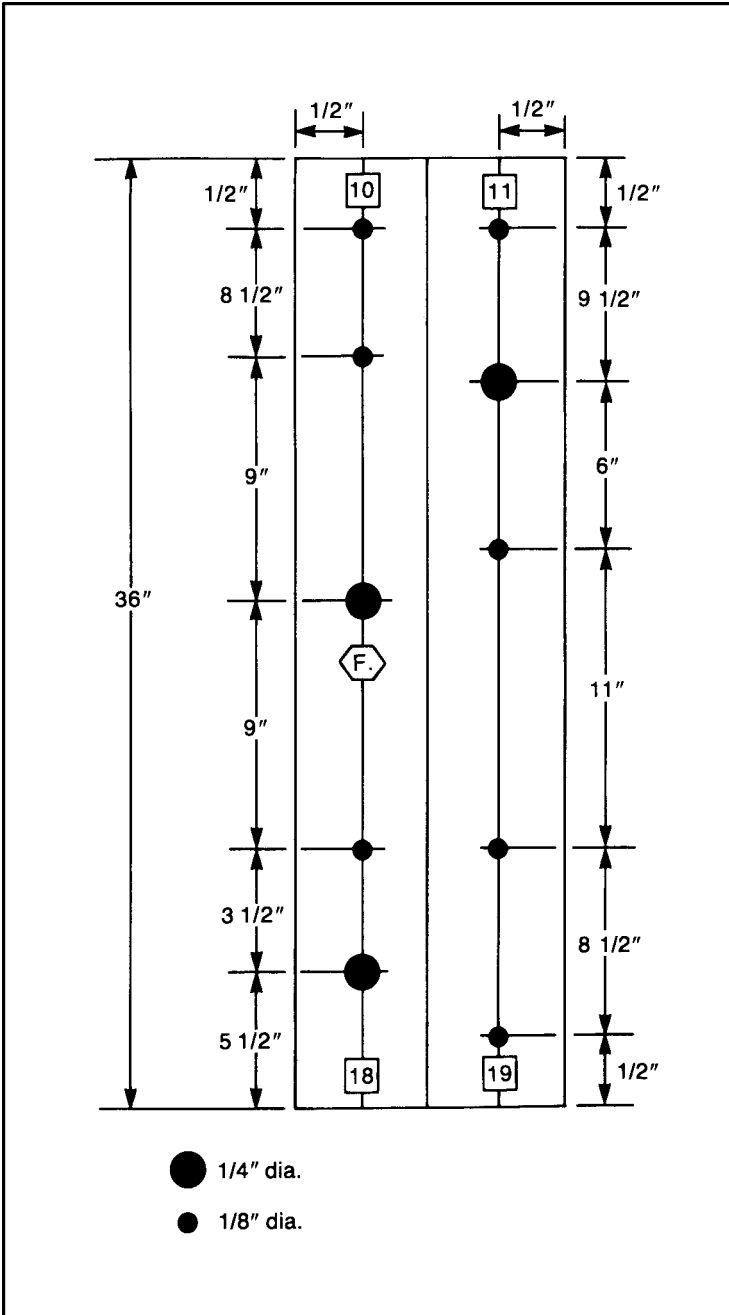 1/2″ 1/2″
1/2″ 10 11 1/2″
8 1/2″ 9 1/2″
9″ 6″
36″
F.
11″
9″
3 1/2″ 8 1/2″
5 1/2″
18 19 1/2″
1/4″ dia.
1/8″ dia.